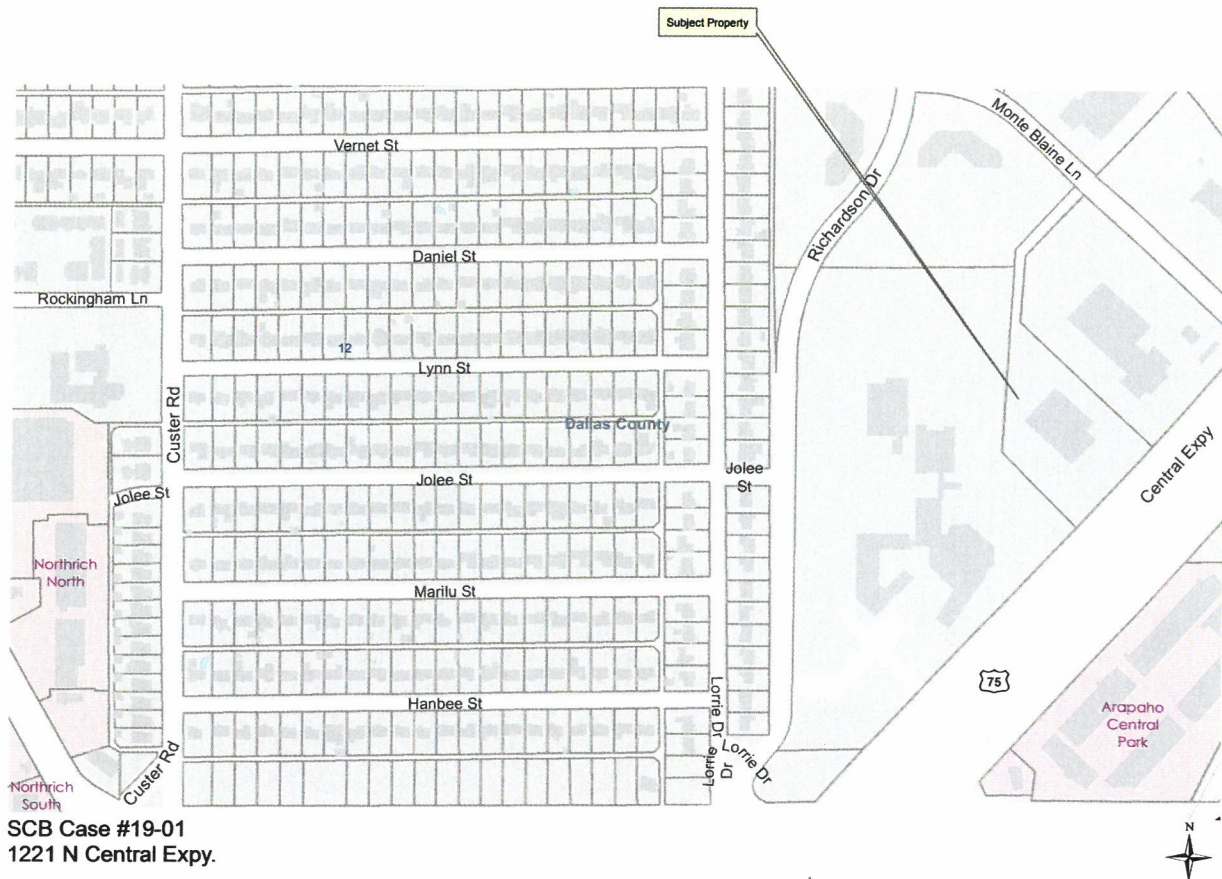 Subject Property
Monte Blaine Ln
Vernet St
Richardson Dr
Daniel St
Rockingham Ln
12
Lynn St
Custer Rd
Dallas County
Central Expy
Jolee St
Jolee
St
Jolee St
Northrich
North
Marilu St
75
Hanbee St
Lorrie Dr
Arapaho
Central
Park
Lorrie Dr
Lorrie
Dr
Custer Rd
Northrich
South
SCB Case #19-01
1221 N Central Expy.
N